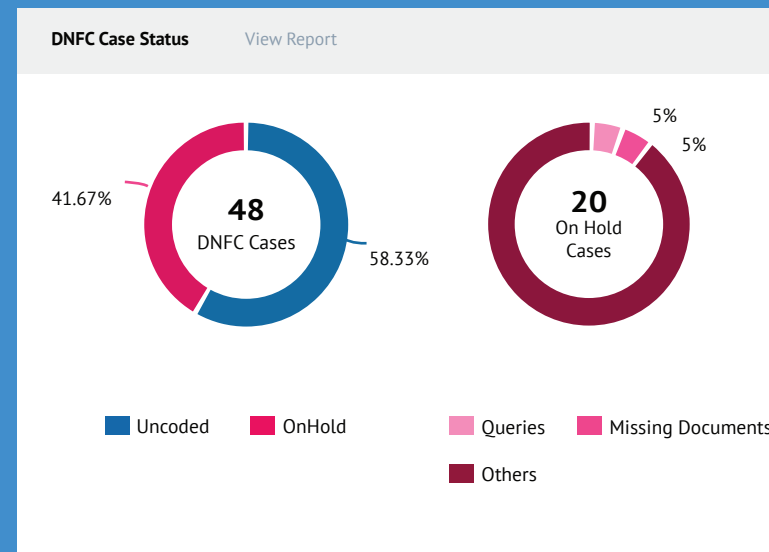 DNFC Case Status View Report
5%
5%
41.67%
48
DNFC Cases
58.33%
20
On Hold
Cases
Uncoded OnHold
Queries Missing Documents
Others